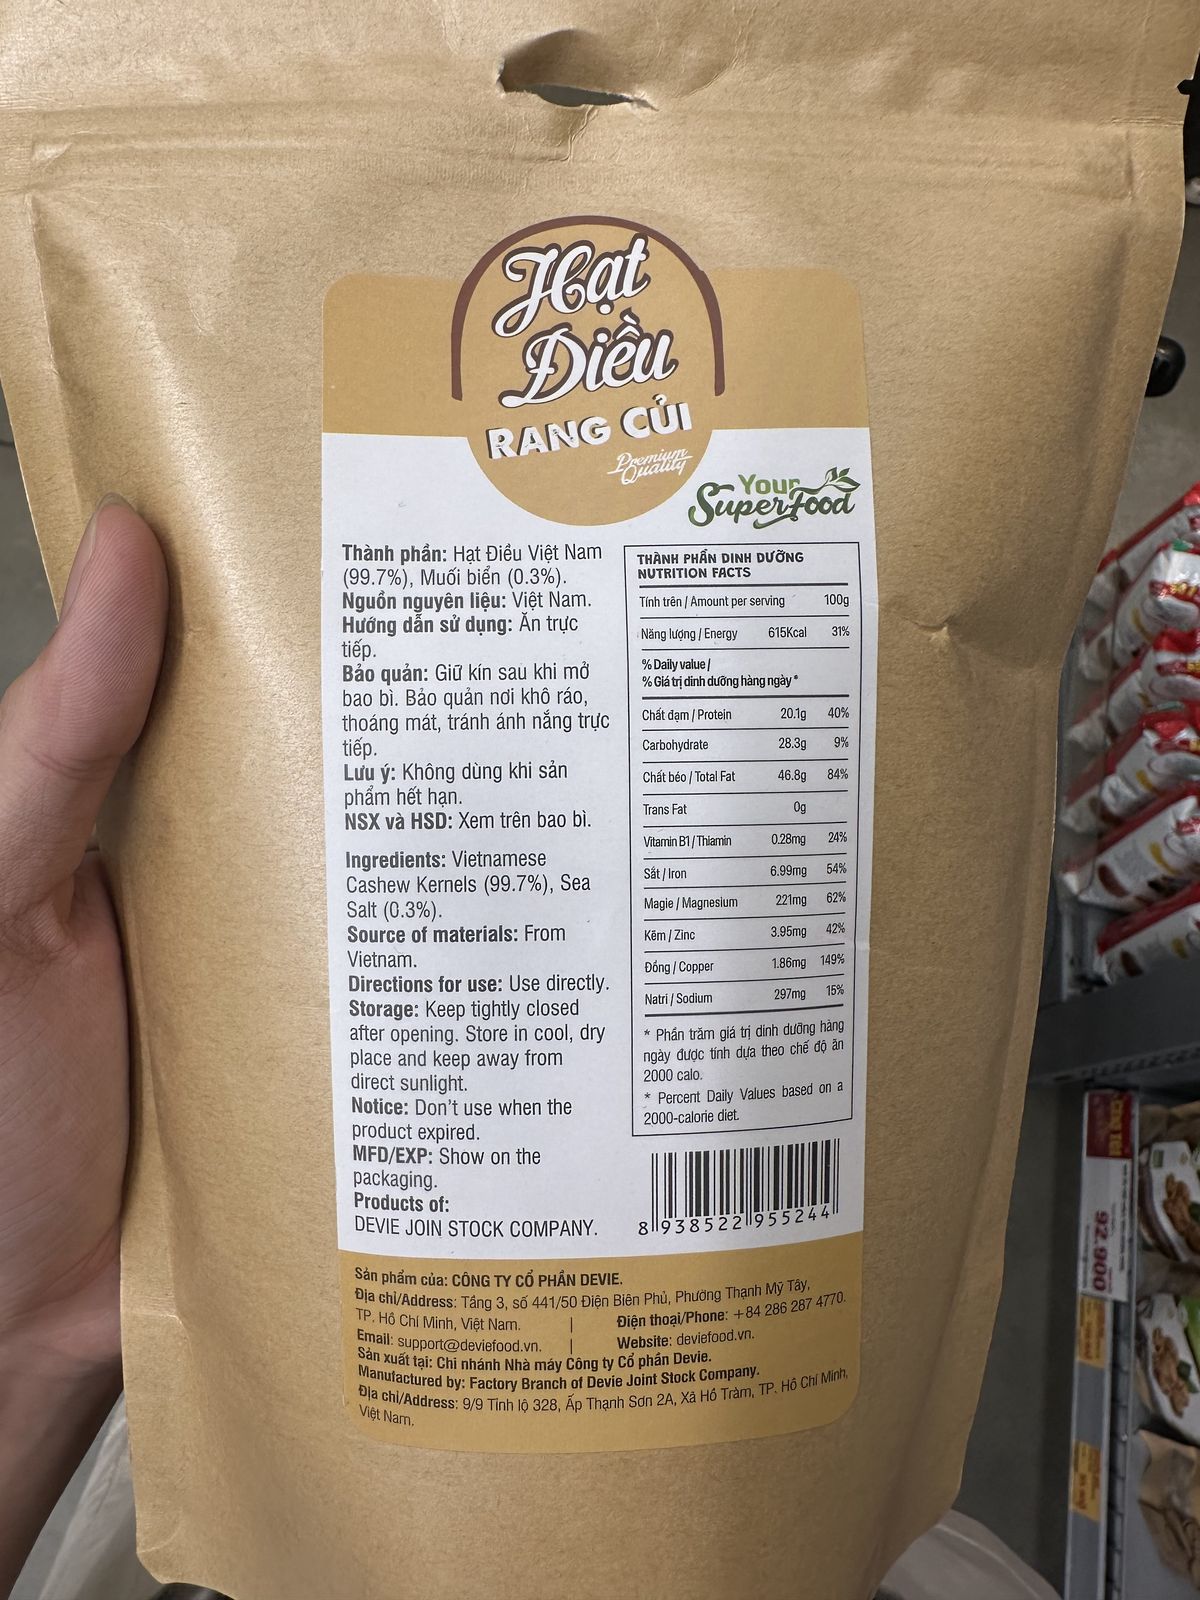 Hạt
Điều
RANG CỦI
Premium
Quality
Your
Superfood
Thành phần: Hạt Điều Việt Nam
(99.7%), Muối biển (0.3%).
Nguồn nguyên liệu: Việt Nam.
Hướng dẫn sử dụng: Ăn trực
tiếp.
Bảo quản: Giữ kín sau khi mở
bao bì. Bảo quản nơi khô ráo,
thoáng mát, tránh ánh nắng trực
tiếp.
Lưu ý: Không dùng khi sản
phẩm hết hạn.
NSX và HSD: Xem trên bao bì.
Ingredients: Vietnamese
Cashew Kernels (99.7%), Sea
Salt (0.3%).
Source of materials: From
Vietnam.
Directions for use: Use directly.
Storage: Keep tightly closed
after opening. Store in cool, dry
place and keep away from
direct sunlight.
Notice: Don't use when the
product expired.
MFD/EXP: Show on the
packaging.
Products of:
DEVIE JOIN STOCK COMPANY.
THÀNH PHẦN DINH DƯỠNG
NUTRITION FACTS
Tính trên / Amount per serving 100g
Năng lượng / Energy 615Kcal 31%
% Daily value /
% Giá trị dinh dưỡng hàng ngày *
Chất đạm / Protein 20.1g 40%
Carbohydrate 28.3g 9%
Chất béo / Total Fat 46.8g 84%
Trans Fat 0g
Vitamin B1 / Thiamin 0.28mg 24%
Sắt / Iron 6.99mg 54%
Magie / Magnesium 221mg 62%
Kẽm / Zinc 3.95mg 42%
Đồng / Copper 1.86mg 149%
Natri / Sodium 297mg 15%
* Phần trăm giá trị dinh dưỡng hàng
ngày được tính dựa theo chế độ ăn
2000 calo.
* Percent Daily Values based on a
2000-calorie diet.
8 938522 955244
Sản phẩm của: CÔNG TY CỔ PHẦN DEVIE.
Địa chỉ/Address: Tầng 3, số 441/50 Điện Biên Phủ, Phường Thạnh Mỹ Tây,
TP. Hồ Chí Minh, Việt Nam. | Điện thoại/Phone: +84 286 287 4770.
Email: support@deviefood.vn. | Website: deviefood.vn.
Sản xuất tại: Chi nhánh Nhà máy Công ty Cổ phần Devie.
Manufactured by: Factory Branch of Devie Joint Stock Company.
Địa chỉ/Address: 9/9 Tỉnh lộ 328, Ấp Thạnh Sơn 2A, Xã Hồ Tràm, TP. Hồ Chí Minh,
Việt Nam.
92.900